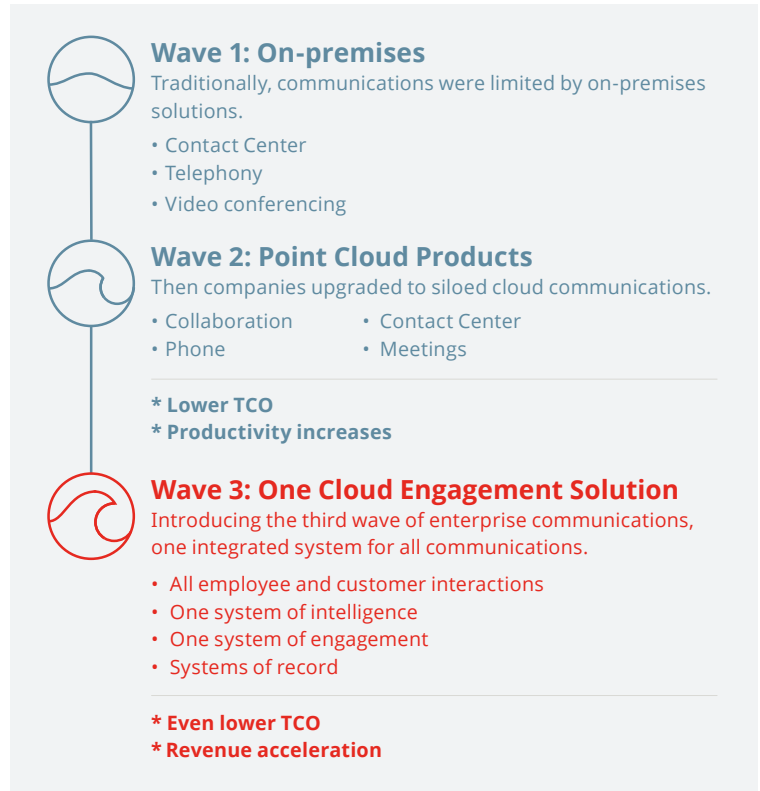 Wave 1: On-premises
Traditionally, communications were limited by on-premises
solutions.
• Contact Center
• Telephony
• Video conferencing
Wave 2: Point Cloud Products
Then companies upgraded to siloed cloud communications.
• Collaboration • Contact Center
• Phone • Meetings
* Lower TCO
* Productivity increases
Wave 3: One Cloud Engagement Solution
Introducing the third wave of enterprise communications,
one integrated system for all communications.
• All employee and customer interactions
• One system of intelligence
• One system of engagement
• Systems of record
* Even lower TCO
* Revenue acceleration